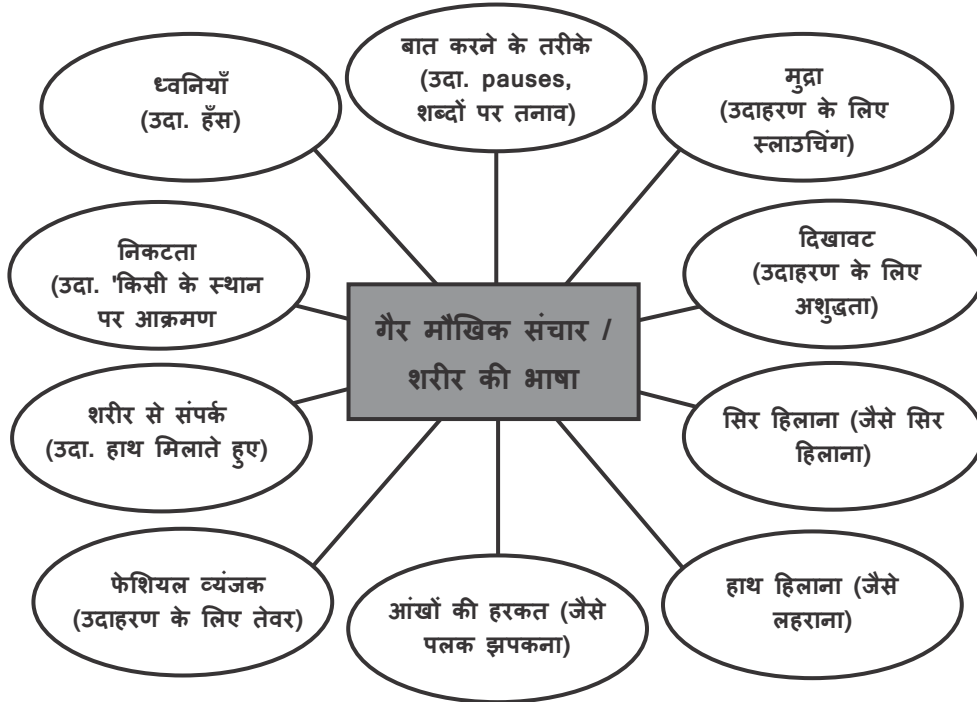 बात करने के तरीके
(उदा. pauses,
शब्दों पर तनाव)
ध्वनियाँ
(उदा. हँस)
मुद्रा
(उदाहरण के लिए
स्लाउचिंग)
निकटता
(उदा. 'किसी के स्थान
पर आक्रमण
दिखावट
(उदाहरण के लिए
अशुद्धता)
गैर मौखिक संचार /
शरीर की भाषा
शरीर से संपर्क
(उदा. हाथ मिलाते हुए)
सिर हिलाना (जैसे सिर
हिलाना)
फेशियल व्यंजक
(उदाहरण के लिए तेवर)
आंखों की हरकत (जैसे
पलक झपकना)
हाथ हिलाना (जैसे
लहराना)